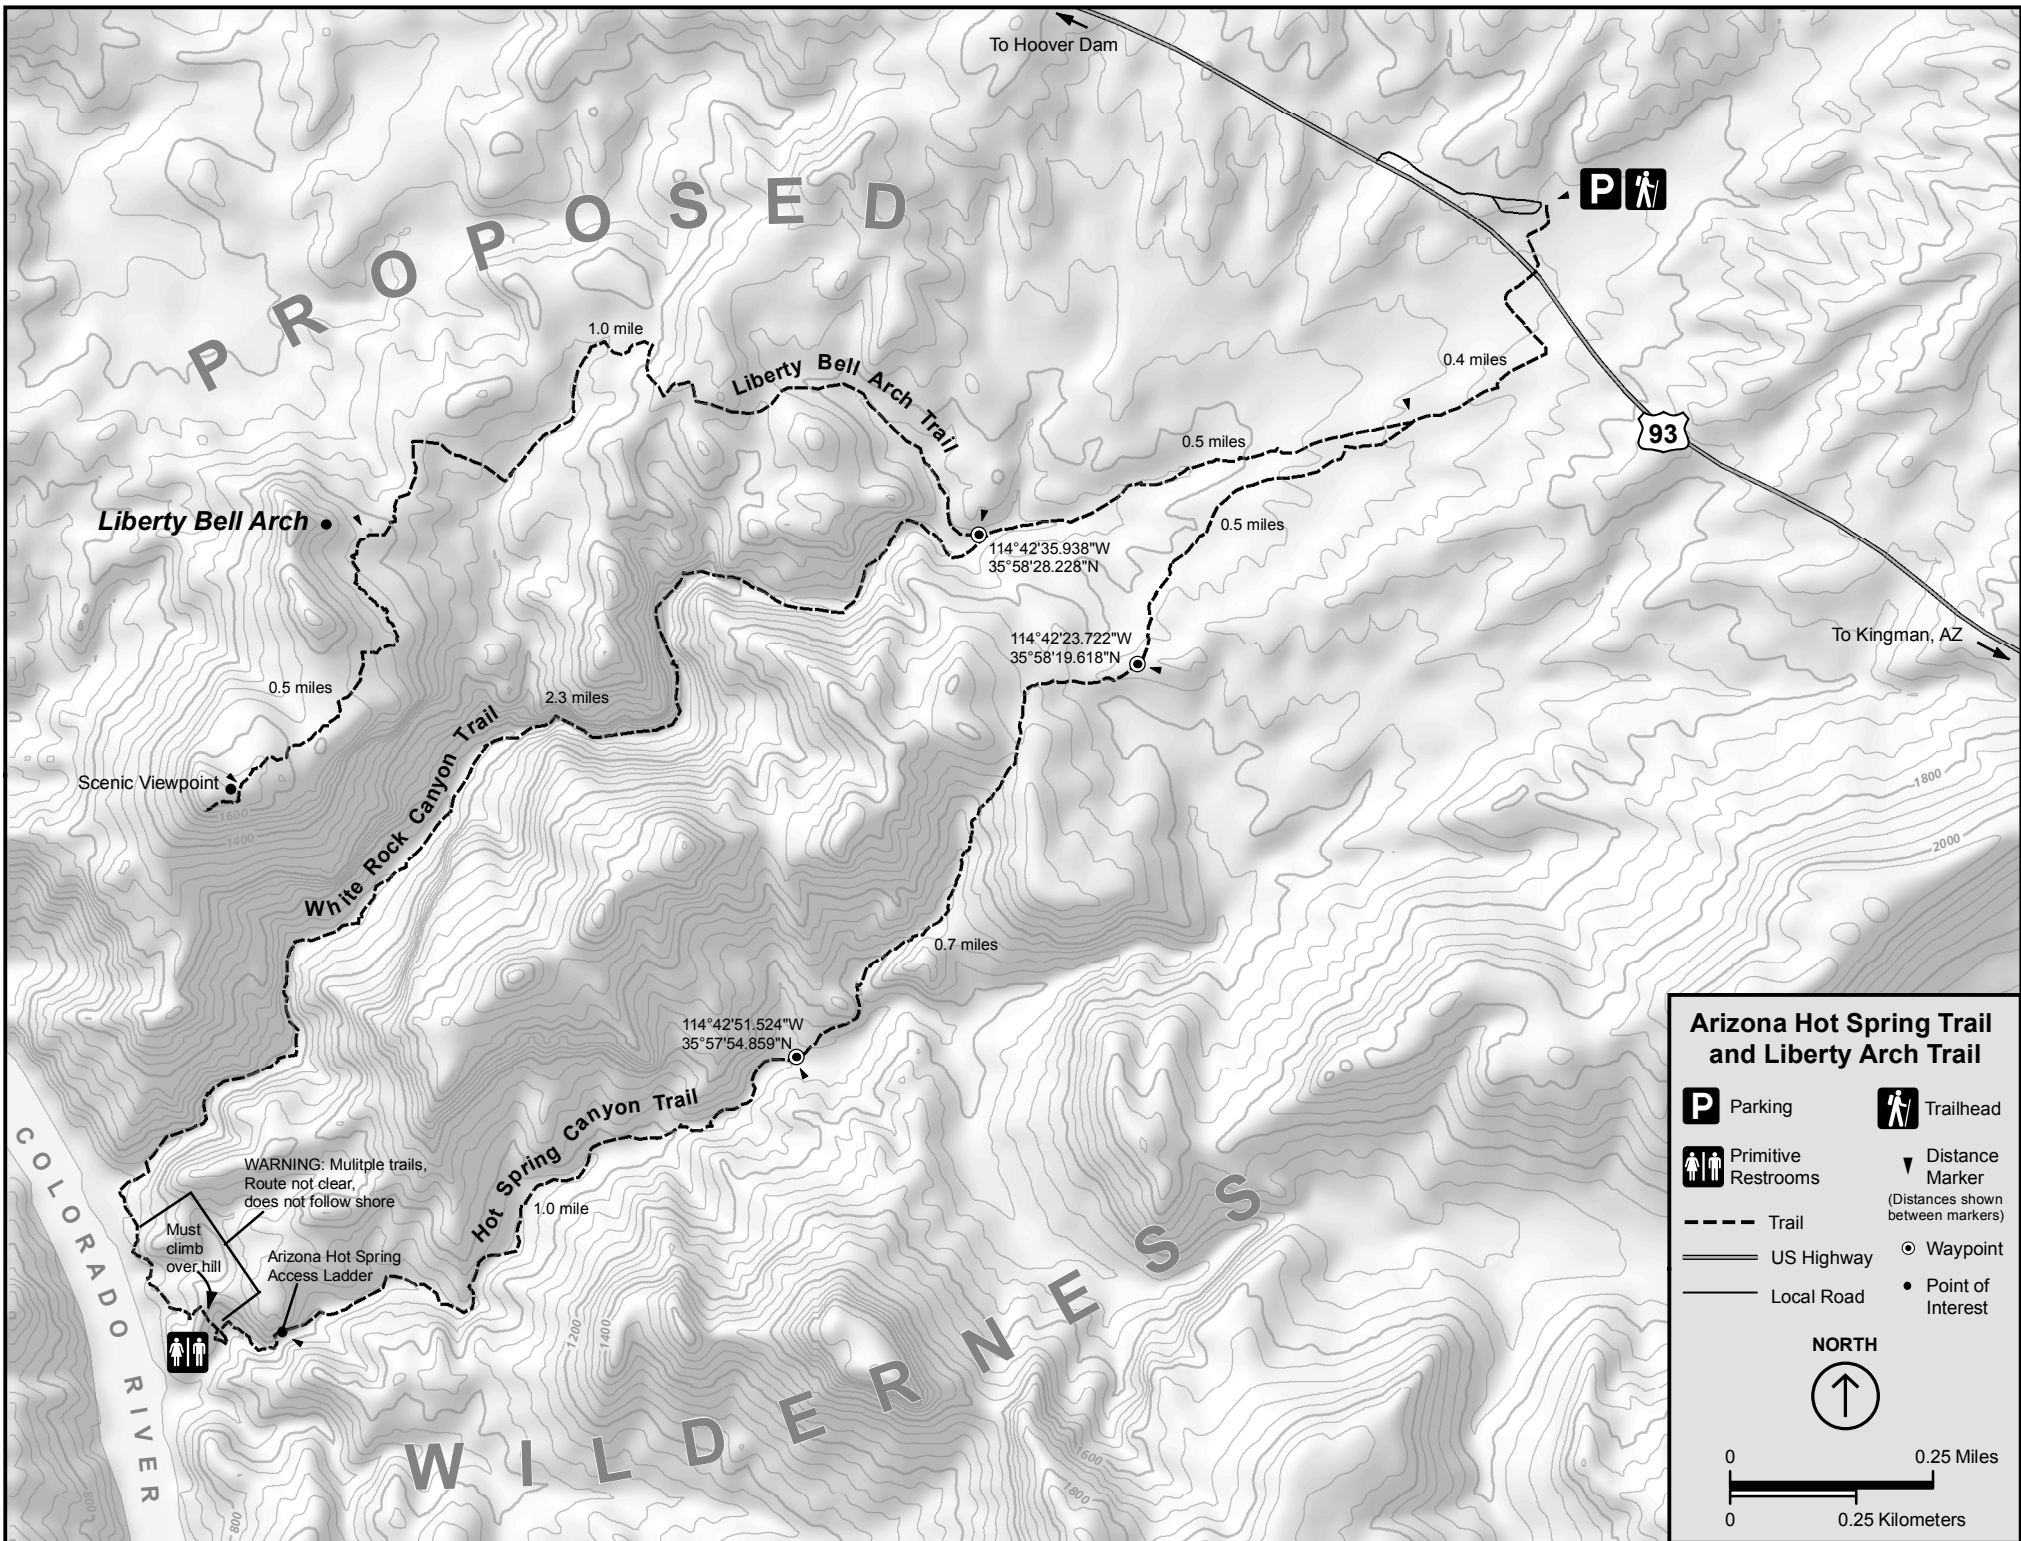 To Hoover Dam
PROPOSED
P
1.0 mile
Liberty Bell Arch Trail
0.4 miles
93
0.5 miles
Liberty Bell Arch
0.5 miles
114°42'35.938"W
35°58'28.228"N
To Kingman, AZ
114°42'23.722"W
35°58'19.618"N
0.5 miles
2.3 miles
Scenic Viewpoint
1600
1400
White Rock Canyon Trail
1800
2000
0.7 miles
114°42'51.524"W
35°57'54.859"N
Hot Spring Canyon Trail
COLORADO RIVER
WARNING: Mulitple trails,
Route not clear,
does not follow shore
Must
climb
over hill
Arizona Hot Spring
Access Ladder
1.0 mile
1200
1400
WILDERNESS
1600
1800
800
800
Arizona Hot Spring Trail
and Liberty Arch Trail
P Parking
Trailhead
Primitive
Restrooms
Distance
Marker
(Distances shown
between markers)
Trail
US Highway
Waypoint
Local Road
Point of
Interest
NORTH
0 0.25 Miles
0 0.25 Kilometers